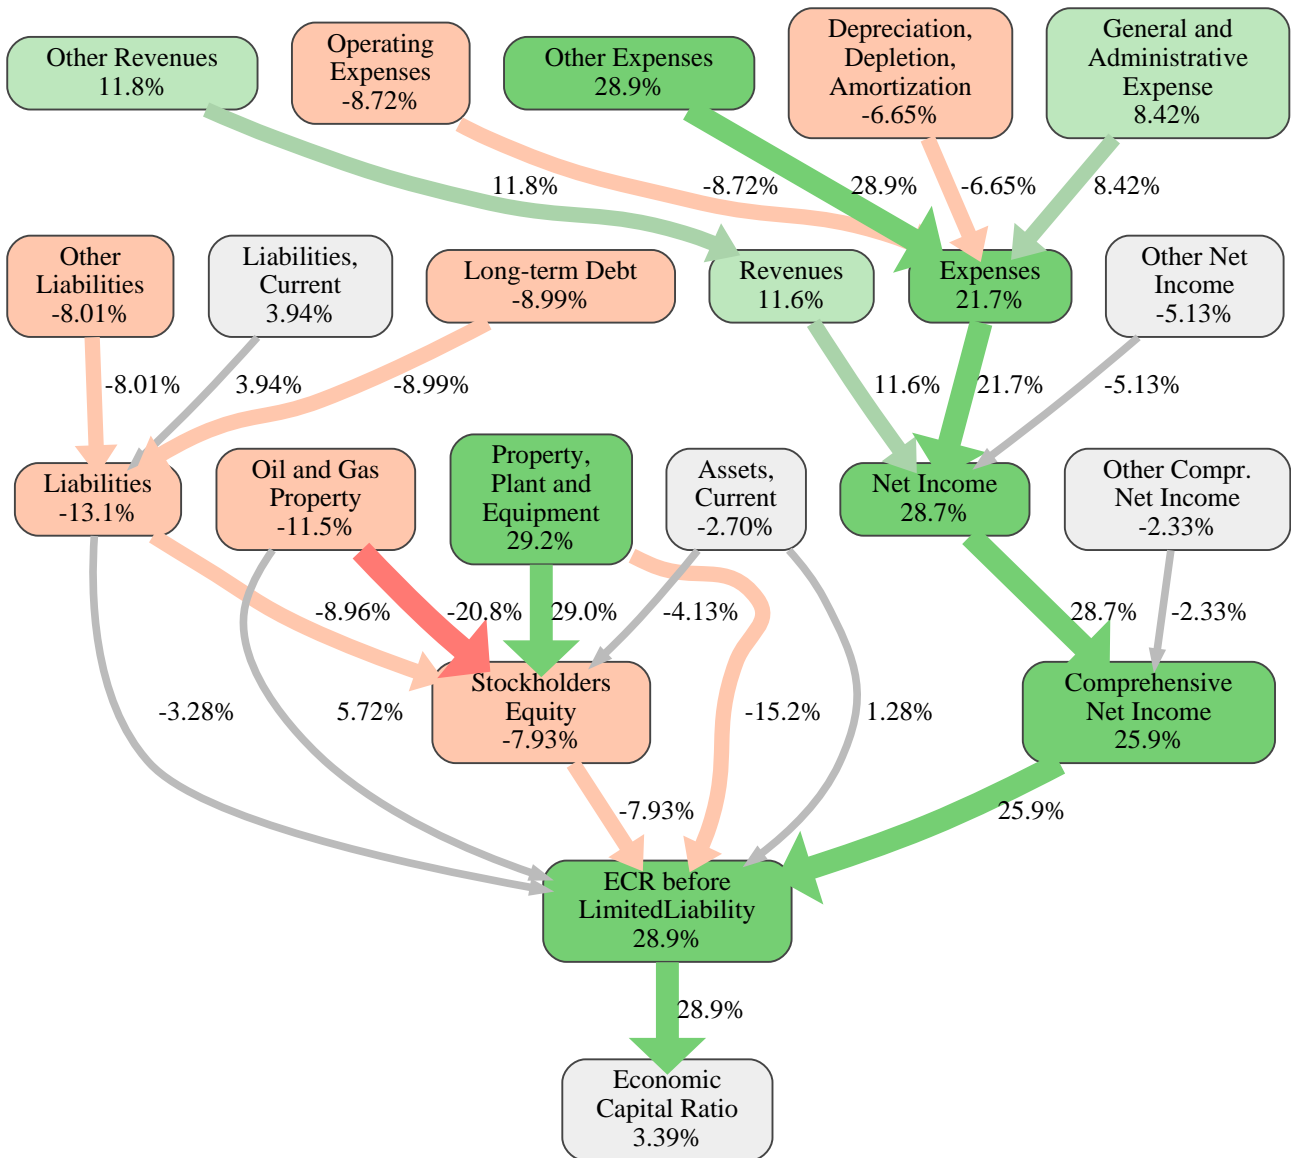 Other Revenues
11.8%
Operating
Expenses
-8.72%
Other Expenses
28.9%
Depreciation,
Depletion,
Amortization
-6.65%
General and
Administrative
Expense
8.42%
11.8%
-8.72%
28.9%
-6.65%
8.42%
Other
Liabilities
-8.01%
Liabilities,
Current
3.94%
Long-term Debt
-8.99%
Revenues
11.6%
Expenses
21.7%
Other Net
Income
-5.13%
-8.01%
3.94%
-8.99%
11.6%
21.7%
-5.13%
Liabilities
-13.1%
Oil and Gas
Property
-11.5%
Property,
Plant and
Equipment
29.2%
Assets,
Current
-2.70%
Net Income
28.7%
Other Compr.
Net Income
-2.33%
-8.96%
-20.8%
29.0%
-4.13%
28.7%
-2.33%
-3.28%
5.72%
Stockholders
Equity
-7.93%
-15.2%
1.28%
Comprehensive
Net Income
25.9%
-7.93%
25.9%
ECR before
LimitedLiability
28.9%
28.9%
Economic
Capital Ratio
3.39%